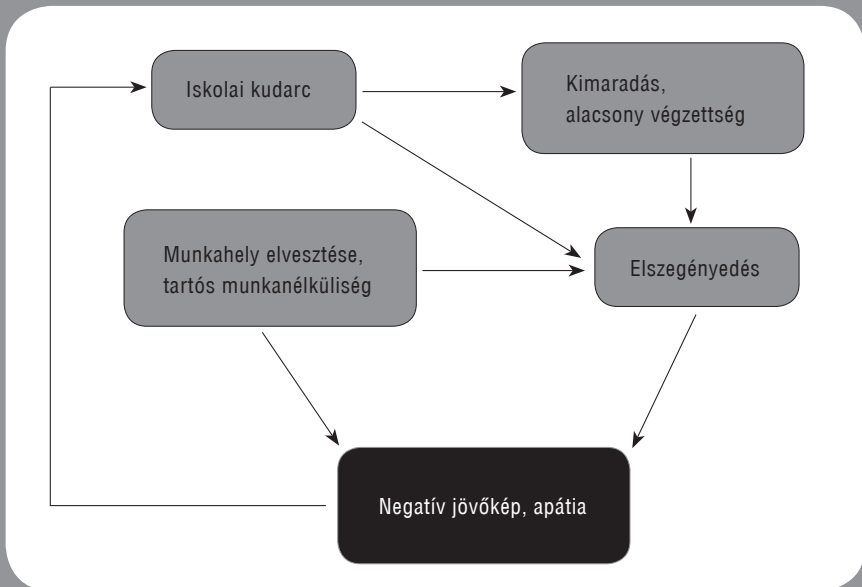 Iskolai kudarc
Kimaradás,
alacsony végzettség
Munkahely elvesztése,
tartós munkanélküliség
Elszegényedés
Negatív jövőkép, apátia